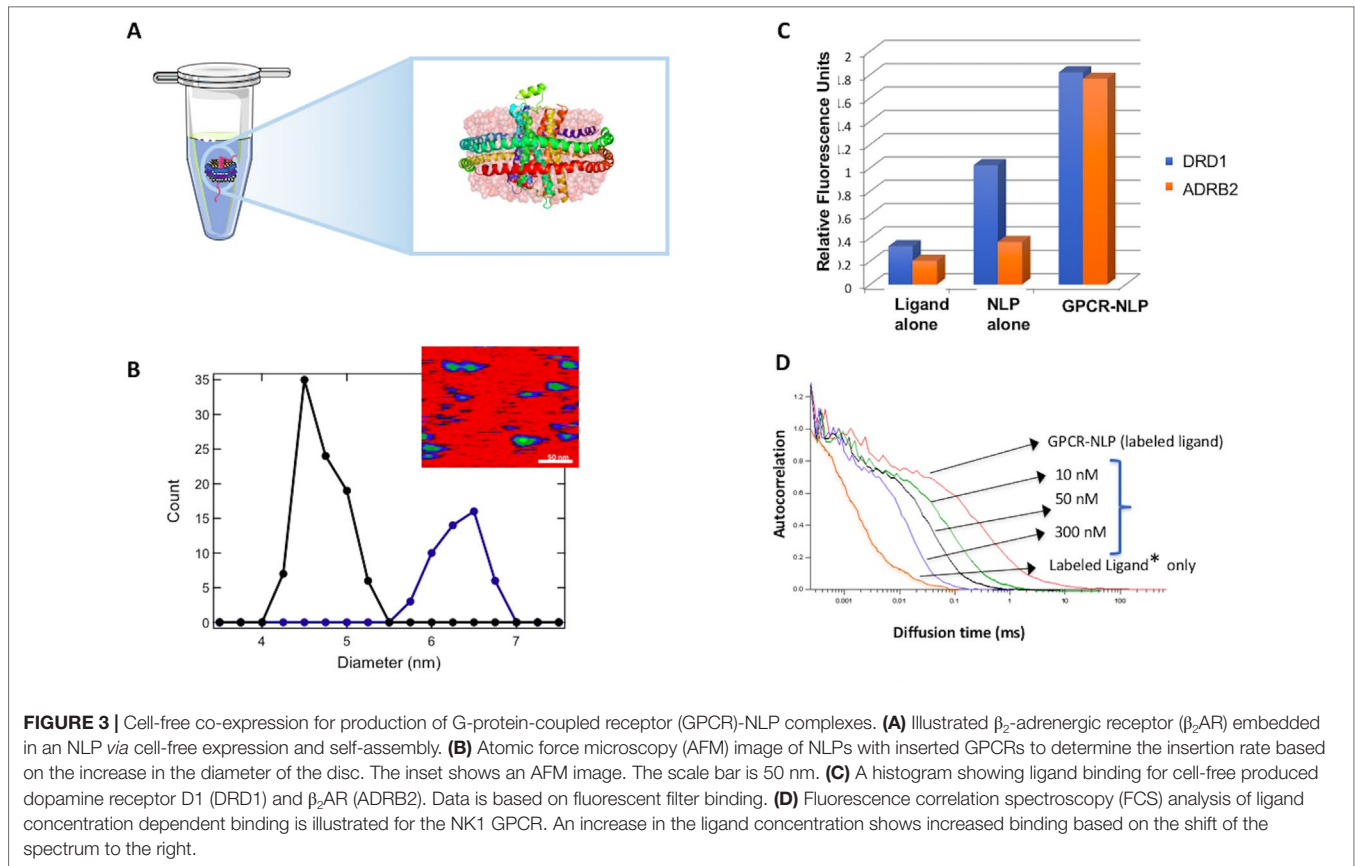 A
C
Relative Fluorescence Units
2
1.8
1.6
1.4
1.2
1
0.8
0.6
0.4
0.2
0
Ligand alone
NLP alone
GPCR-NLP
DRD1
ADRB2
B
Count
35
30
25
20
15
10
5
0
4
5
6
7
Diameter (nm)
50 nm
D
Autocorrelation
1.2
1.0
0.8
0.6
0.4
0.2
0.0
0.001
0.01
0.1
1
10
100
Diffusion time (ms)
GPCR-NLP (labeled ligand)
10 nM
50 nM
300 nM
Labeled Ligand* only
FIGURE 3 | Cell-free co-expression for production of G-protein-coupled receptor (GPCR)-NLP complexes. (A) Illustrated β₂-adrenergic receptor (β₂AR) embedded
in an NLP via cell-free expression and self-assembly. (B) Atomic force microscopy (AFM) image of NLPs with inserted GPCRs to determine the insertion rate based
on the increase in the diameter of the disc. The inset shows an AFM image. The scale bar is 50 nm. (C) A histogram showing ligand binding for cell-free produced
dopamine receptor D1 (DRD1) and β₂AR (ADRB2). Data is based on fluorescent filter binding. (D) Fluorescence correlation spectroscopy (FCS) analysis of ligand
concentration dependent binding is illustrated for the NK1 GPCR. An increase in the ligand concentration shows increased binding based on the shift of the
spectrum to the right.